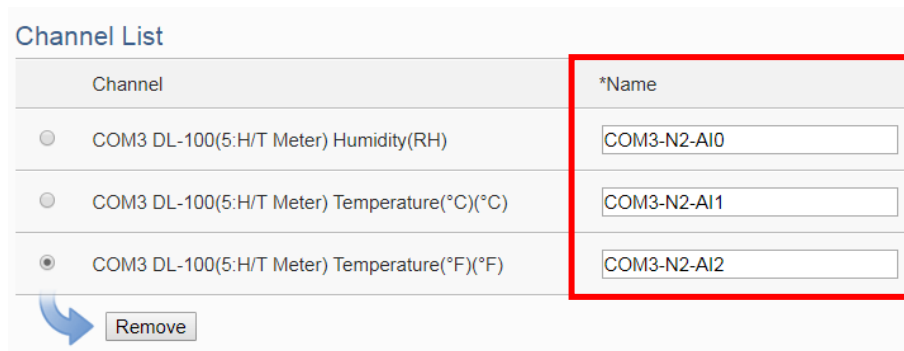 Channel List
Channel *Name
COM3 DL-100(5:H/T Meter) Humidity(RH) COM3-N2-AI0
COM3 DL-100(5:H/T Meter) Temperature(°C)(°C) COM3-N2-AI1
COM3 DL-100(5:H/T Meter) Temperature(°F)(°F) COM3-N2-AI2
Remove